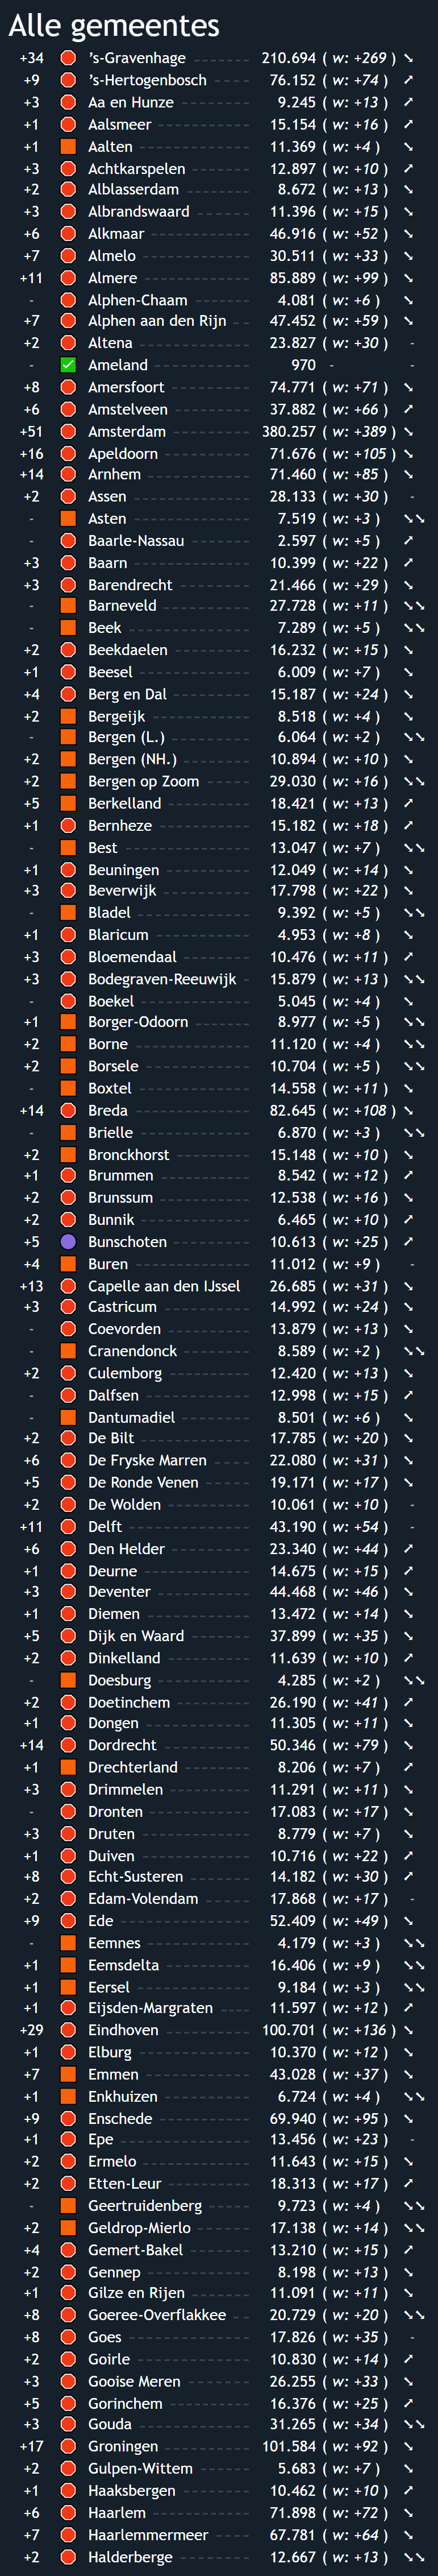 Alle gemeentes
+34 's-Gravenhage 210.694 ( w: +269 ) ↘
+9 's-Hertogenbosch 76.152 ( w: +74 ) ↗
+3 Aa en Hunze 9.245 ( w: +13 ) ↗
+1 Aalsmeer 15.154 ( w: +16 ) ↗
+1 Aalten 11.369 ( w: +4 ) ↘
+3 Achtkarspelen 12.897 ( w: +10 ) ↗
+2 Alblasserdam 8.672 ( w: +13 ) ↘
+3 Albrandswaard 11.396 ( w: +15 ) ↘
+6 Alkmaar 46.916 ( w: +52 ) ↘
+7 Almelo 30.511 ( w: +33 ) ↘
+11 Almere 85.889 ( w: +99 ) ↘
- Alphen-Chaam 4.081 ( w: +6 ) ↘
+7 Alphen aan den Rijn 47.452 ( w: +59 ) ↘
+2 Altena 23.827 ( w: +30 ) -
- Ameland 970 - -
+8 Amersfoort 74.771 ( w: +71 ) ↘
+6 Amstelveen 37.882 ( w: +66 ) ↗
+51 Amsterdam 380.257 ( w: +389 ) ↘
+16 Apeldoorn 71.676 ( w: +105 ) ↘
+14 Arnhem 71.460 ( w: +85 ) ↘
+2 Assen 28.133 ( w: +30 ) -
- Asten 7.519 ( w: +3 ) ↘↘
- Baarle-Nassau 2.597 ( w: +5 ) ↗
+3 Baarn 10.399 ( w: +22 ) ↗
+3 Barendrecht 21.466 ( w: +29 ) ↘
- Barneveld 27.728 ( w: +11 ) ↘↘
- Beek 7.289 ( w: +5 ) ↘↘
+2 Beekdaelen 16.232 ( w: +15 ) ↘
+1 Beesel 6.009 ( w: +7 ) ↘
+4 Berg en Dal 15.187 ( w: +24 ) ↘
+2 Bergeijk 8.518 ( w: +4 ) ↘
- Bergen (L.) 6.064 ( w: +2 ) ↘↘
+2 Bergen (NH.) 10.894 ( w: +10 ) ↘
+2 Bergen op Zoom 29.030 ( w: +16 ) ↘↘
+5 Berkelland 18.421 ( w: +13 ) ↗
+1 Bernheze 15.182 ( w: +18 ) ↗
- Best 13.047 ( w: +7 ) ↘↘
+1 Beuningen 12.049 ( w: +14 ) ↘
+3 Beverwijk 17.798 ( w: +22 ) ↘
- Bladel 9.392 ( w: +5 ) ↘↘
+1 Blaricum 4.953 ( w: +8 ) ↘
+3 Bloemendaal 10.476 ( w: +11 ) ↗
+3 Bodegraven-Reeuwijk 15.879 ( w: +13 ) ↘↘
- Boekel 5.045 ( w: +4 ) ↘
+1 Borger-Odoorn 8.977 ( w: +5 ) ↘↘
+2 Borne 11.120 ( w: +4 ) ↘↘
+2 Borsele 10.704 ( w: +5 ) ↘↘
- Boxtel 14.558 ( w: +11 ) ↘
+14 Breda 82.645 ( w: +108 ) ↘
- Brielle 6.870 ( w: +3 ) ↘↘
+2 Bronckhorst 15.148 ( w: +10 ) ↘
+1 Brummen 8.542 ( w: +12 ) ↗
+2 Brunssum 12.538 ( w: +16 ) ↘
+2 Bunnik 6.465 ( w: +10 ) ↗
+5 Bunschoten 10.613 ( w: +25 ) ↗
+4 Buren 11.012 ( w: +9 ) -
+13 Capelle aan den IJssel 26.685 ( w: +31 ) ↘
+3 Castricum 14.992 ( w: +24 ) ↘
- Coevorden 13.879 ( w: +13 ) ↘
- Cranendonck 8.589 ( w: +2 ) ↘↘
+2 Culemborg 12.420 ( w: +13 ) ↘
- Dalfsen 12.998 ( w: +15 ) ↗
- Dantumadiel 8.501 ( w: +6 ) ↘
+2 De Bilt 17.785 ( w: +20 ) ↘
+6 De Fryske Marren 22.080 ( w: +31 ) ↘
+5 De Ronde Venen 19.171 ( w: +17 ) ↘
+2 De Wolden 10.061 ( w: +10 ) -
+11 Delft 43.190 ( w: +54 ) -
+6 Den Helder 23.340 ( w: +44 ) ↗
+1 Deurne 14.675 ( w: +15 ) ↗
+3 Deventer 44.468 ( w: +46 ) ↘
+1 Diemen 13.472 ( w: +14 ) ↘
+5 Dijk en Waard 37.899 ( w: +35 ) ↘
+2 Dinkelland 11.639 ( w: +10 ) ↗
- Doesburg 4.285 ( w: +2 ) ↘↘
+2 Doetinchem 26.190 ( w: +41 ) ↗
+1 Dongen 11.305 ( w: +11 ) ↘
+14 Dordrecht 50.346 ( w: +79 ) ↘
+1 Drechterland 8.206 ( w: +7 ) ↗
+3 Drimmelen 11.291 ( w: +11 ) ↘
- Dronten 17.083 ( w: +17 ) ↘
+3 Druten 8.779 ( w: +7 ) ↘
+1 Duiven 10.716 ( w: +22 ) ↗
+8 Echt-Susteren 14.182 ( w: +30 ) ↗
+2 Edam-Volendam 17.868 ( w: +17 ) -
+9 Ede 52.409 ( w: +49 ) ↘
- Eemnes 4.179 ( w: +3 ) ↘↘
+1 Eemsdelta 16.406 ( w: +9 ) ↘↘
+1 Eersel 9.184 ( w: +3 ) ↘↘
+1 Eijsden-Margraten 11.597 ( w: +12 ) ↗
+29 Eindhoven 100.701 ( w: +136 ) ↘
+1 Elburg 10.370 ( w: +12 ) ↘
+7 Emmen 43.028 ( w: +37 ) ↘
+1 Enkhuizen 6.724 ( w: +4 ) ↘↘
+9 Enschede 69.940 ( w: +95 ) ↘
+1 Epe 13.456 ( w: +23 ) -
+2 Ermelo 11.643 ( w: +15 ) ↘
+2 Etten-Leur 18.313 ( w: +17 ) ↗
- Geertruidenberg 9.723 ( w: +4 ) ↘↘
+2 Geldrop-Mierlo 17.138 ( w: +14 ) ↘↘
+4 Gemert-Bakel 13.210 ( w: +15 ) ↗
+2 Gennep 8.198 ( w: +13 ) ↘
+1 Gilze en Rijen 11.091 ( w: +11 ) ↘
+8 Goeree-Overflakkee 20.729 ( w: +20 ) ↘↘
+8 Goes 17.826 ( w: +35 ) -
+2 Goirle 10.830 ( w: +14 ) ↗
+3 Gooise Meren 26.255 ( w: +33 ) ↘
+5 Gorinchem 16.376 ( w: +25 ) ↗
+3 Gouda 31.265 ( w: +34 ) ↘↘
+17 Groningen 101.584 ( w: +92 ) ↘
+2 Gulpen-Wittem 5.683 ( w: +7 ) ↘
+1 Haaksbergen 10.462 ( w: +10 ) ↗
+6 Haarlem 71.898 ( w: +72 ) ↘
+7 Haarlemmermeer 67.781 ( w: +64 ) ↘
+2 Halderberge 12.667 ( w: +13 ) ↘↘